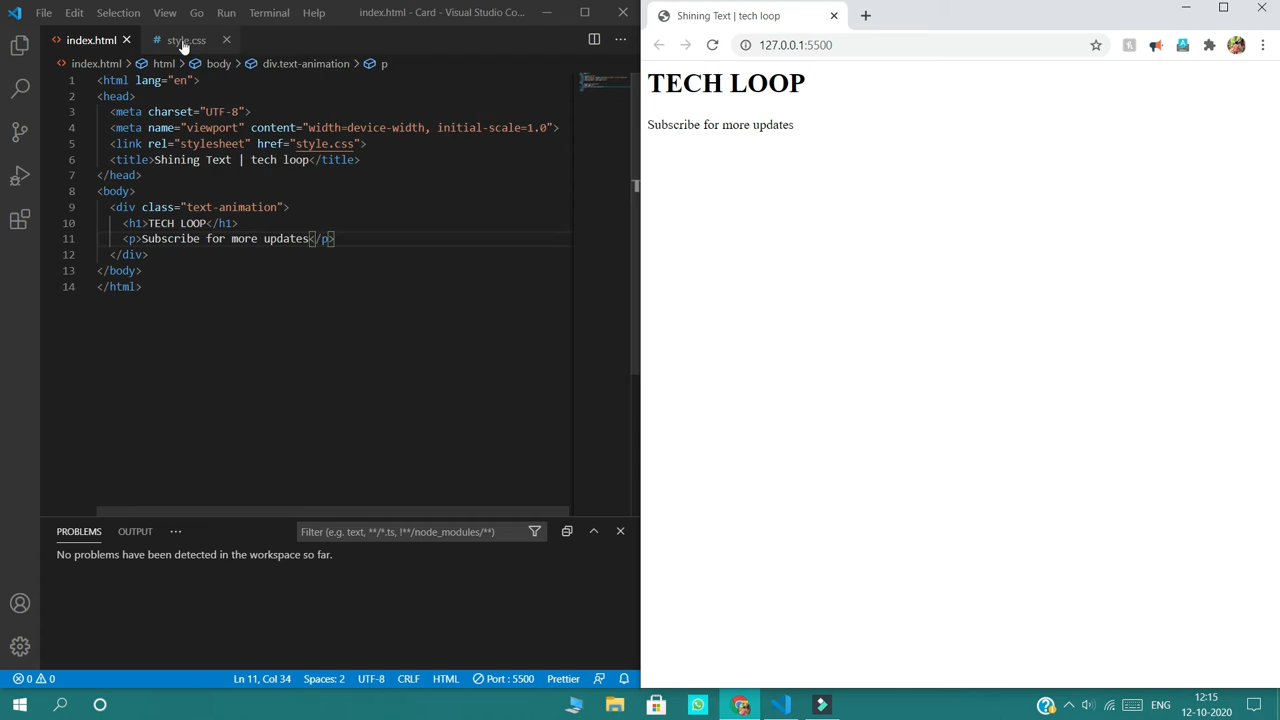 File Edit Selection View Go Run Terminal Help index.html - Card - Visual Studio Co...
index.html style.css
index.html > html > body > div.text-animation > p
1 <html lang="en">
2 <head>
3 <meta charset="UTF-8">
4 <meta name="viewport" content="width=device-width, initial-scale=1.0">
5 <link rel="stylesheet" href="style.css">
6 <title>Shining Text | tech loop</title>
7 </head>
8 <body>
9 <div class="text-animation">
10 <h1>TECH LOOP</h1>
11 <p>Subscribe for more updates</p>
12 </div>
13 </body>
14 </html>
PROBLEMS OUTPUT ... Filter (e.g. text, **/*.ts, !**/node_modules/**)
No problems have been detected in the workspace so far.
0 0 Ln 11, Col 34 Spaces: 2 UTF-8 CRLF HTML Port : 5500 Prettier
Shining Text | tech loop
127.0.0.1:5500
TECH LOOP
Subscribe for more updates
ENG 12:15
12-10-2020